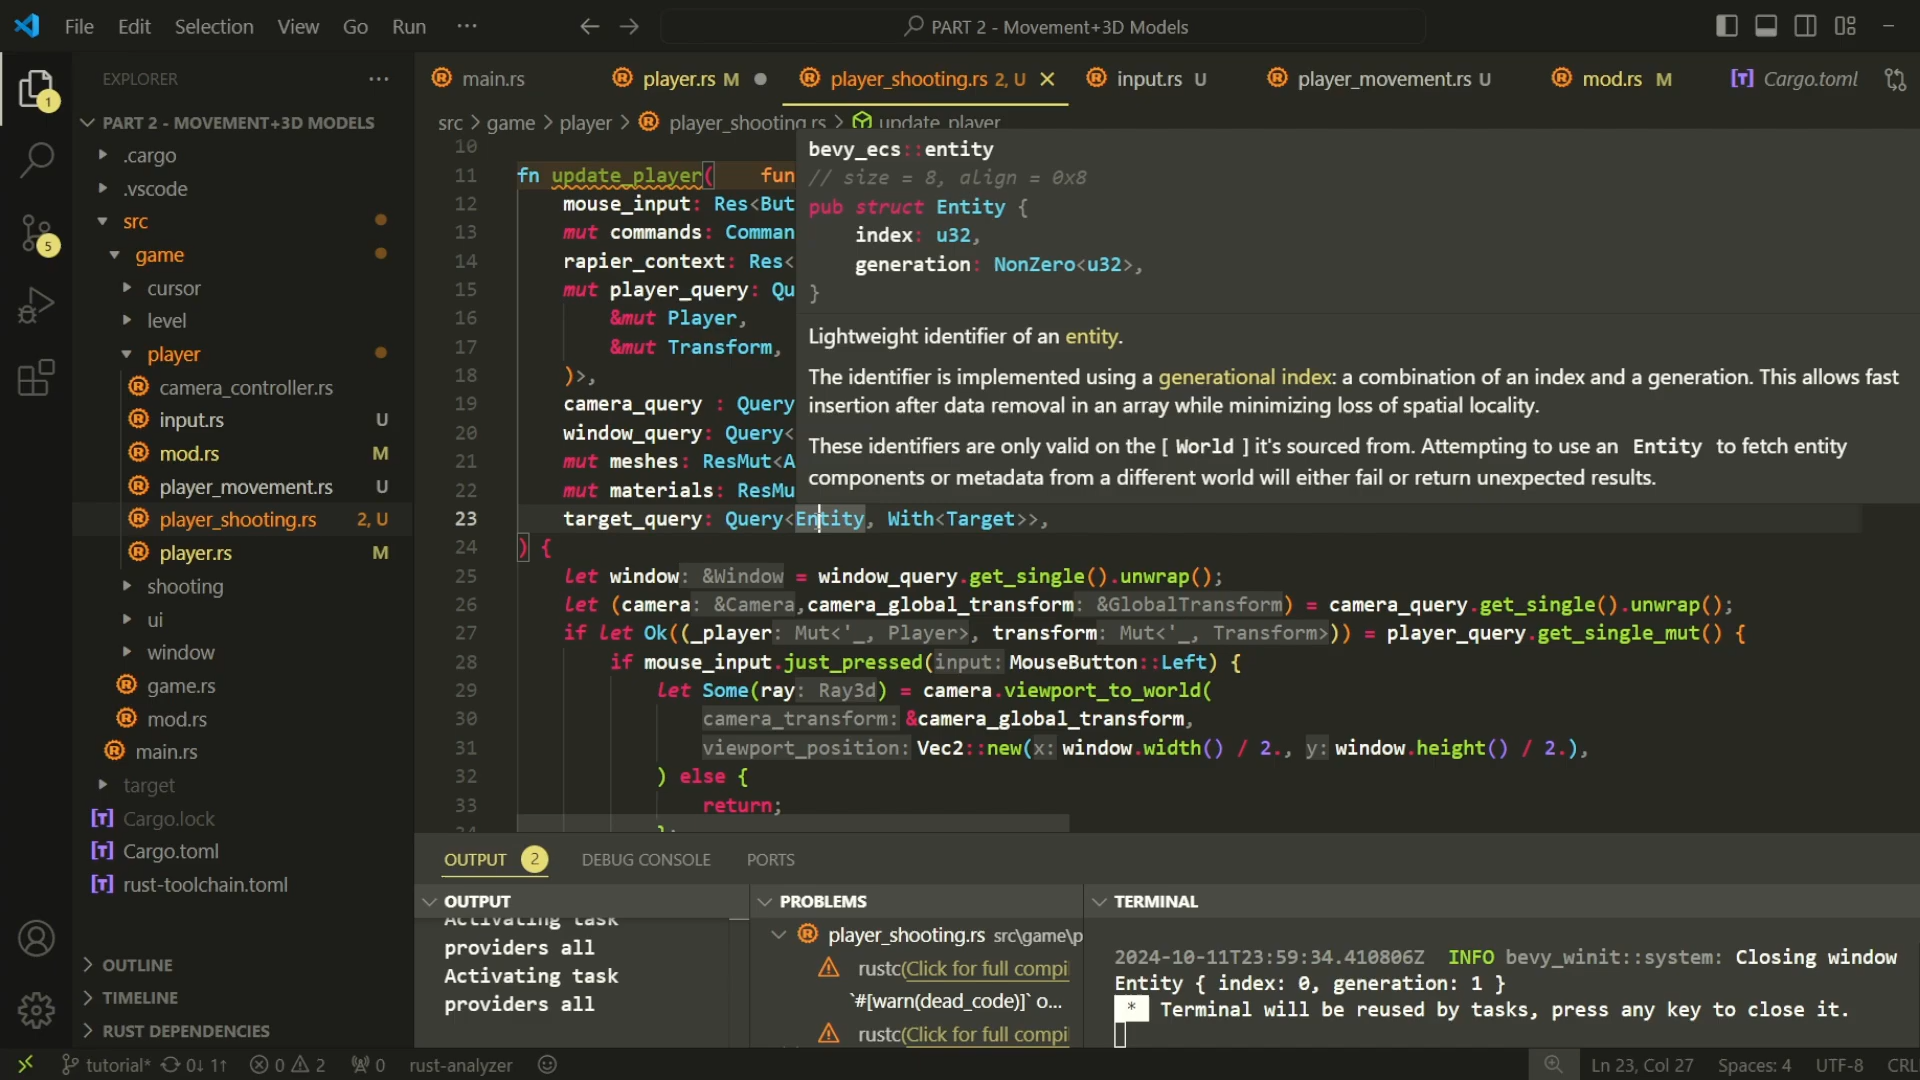 File Edit Selection View Go Run ··· PART 2 - Movement+3D Models
EXPLORER ···
main.rs player.rs M player_shooting.rs 2, U input.rs U player_movement.rs U mod.rs M Cargo.toml
src > game > player > player_shooting.rs > update_player
PART 2 - MOVEMENT+3D MODELS
.cargo
.vscode
src
game
cursor
level
player
camera_controller.rs
input.rs U
mod.rs M
player_movement.rs U
player_shooting.rs 2, U
player.rs M
shooting
ui
window
game.rs
mod.rs
main.rs
target
Cargo.lock
Cargo.toml
rust-toolchain.toml
OUTLINE
TIMELINE
RUST DEPENDENCIES
1
5
10
11 fn update_player( fun
12 mouse_input: Res<But
13 mut commands: Comman
14 rapier_context: Res<
15 mut player_query: Qu
16 &mut Player,
17 &mut Transform,
18 )>,
19 camera_query : Query
20 window_query: Query<
21 mut meshes: ResMut<A
22 mut materials: ResMu
23 target_query: Query<Entity, With<Target>>,
24 ) {
25 let window: &Window = window_query.get_single().unwrap();
26 let (camera: &Camera,camera_global_transform: &GlobalTransform) = camera_query.get_single().unwrap();
27 if let Ok((_player: Mut<'_, Player>, transform: Mut<'_, Transform>)) = player_query.get_single_mut() {
28 if mouse_input.just_pressed(input: MouseButton::Left) {
29 let Some(ray: Ray3d) = camera.viewport_to_world(
30 camera_transform: &camera_global_transform,
31 viewport_position: Vec2::new(x: window.width() / 2., y: window.height() / 2.),
32 ) else {
33 return;
bevy_ecs::entity
// size = 8, align = 0x8
pub struct Entity {
index: u32,
generation: NonZero<u32>,
}
Lightweight identifier of an entity.
The identifier is implemented using a generational index: a combination of an index and a generation. This allows fast
insertion after data removal in an array while minimizing loss of spatial locality.
These identifiers are only valid on the [ World ] it's sourced from. Attempting to use an Entity to fetch entity
components or metadata from a different world will either fail or return unexpected results.
OUTPUT 2 DEBUG CONSOLE PORTS
OUTPUT
Activating task
providers all
Activating task
providers all
PROBLEMS
player_shooting.rs src\game\p
rustc(Click for full compil
`#[warn(dead_code)]` o...
rustc(Click for full compil
TERMINAL
2024-10-11T23:59:34.410806Z INFO bevy_winit::system: Closing window
Entity { index: 0, generation: 1 }
* Terminal will be reused by tasks, press any key to close it.
tutorial* 0↓ 1↑ 0 2 0 rust-analyzer Ln 23, Col 27 Spaces: 4 UTF-8 CRL